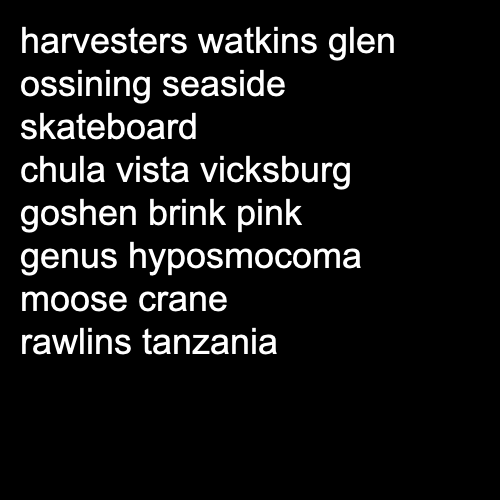 harvesters watkins glen
ossining seaside
skateboard
chula vista vicksburg
goshen brink pink
genus hyposmocoma
moose crane
rawlins tanzania